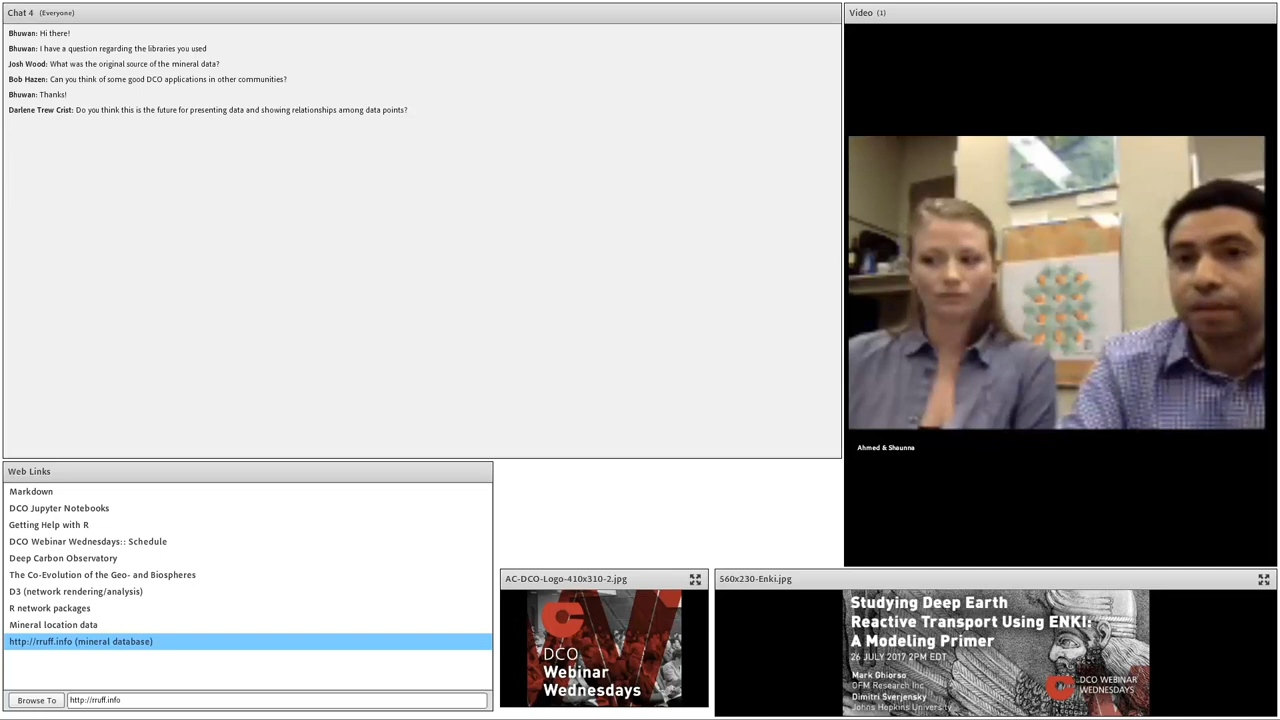 Chat 4 (Everyone)
Bhuwan: Hi there!
Bhuwan: I have a question regarding the libraries you used
Josh Wood: What was the original source of the mineral data?
Bob Hazen: Can you think of some good DCO applications in other communities?
Bhuwan: Thanks!
Darlene Trew Crist: Do you think this is the future for presenting data and showing relationships among data points?
Video (1)
Ahmed & Shaunna
Web Links
Markdown
DCO Jupyter Notebooks
Getting Help with R
DCO Webinar Wednesdays:: Schedule
Deep Carbon Observatory
The Co-Evolution of the Geo- and Biospheres
D3 (network rendering/analysis)
R network packages
Mineral location data
http://rruff.info (mineral database)
Browse To http://rruff.info
AC-DCO-Logo-410x310-2.jpg
DCO
Webinar
Wednesdays
560x230-Enki.jpg
Studying Deep Earth
Reactive Transport Using ENKI:
A Modeling Primer
26 JULY 2017 2PM EDT
Mark Ghiorso
OFM Research Inc
Dimitri Sverjensky
Johns Hopkins University
DCO WEBINAR
WEDNESDAYS